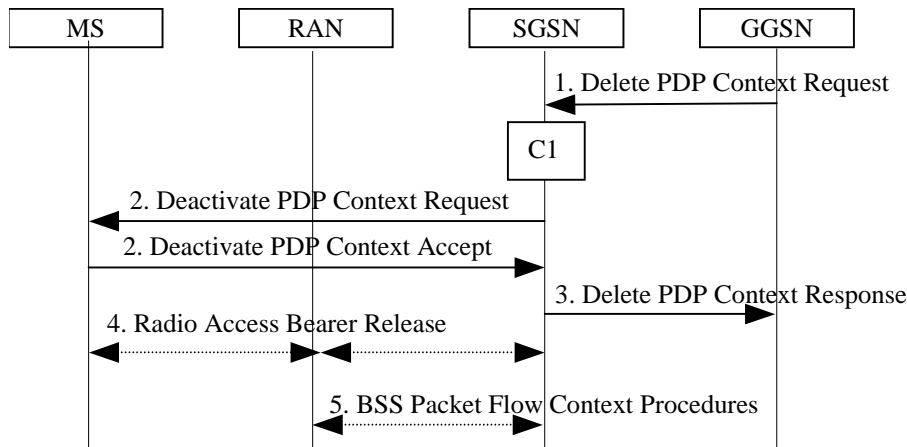 MS
RAN
SGSN
GGSN
1. Delete PDP Context Request
C1
2. Deactivate PDP Context Request
2. Deactivate PDP Context Accept
3. Delete PDP Context Response
4. Radio Access Bearer Release
5. BSS Packet Flow Context Procedures